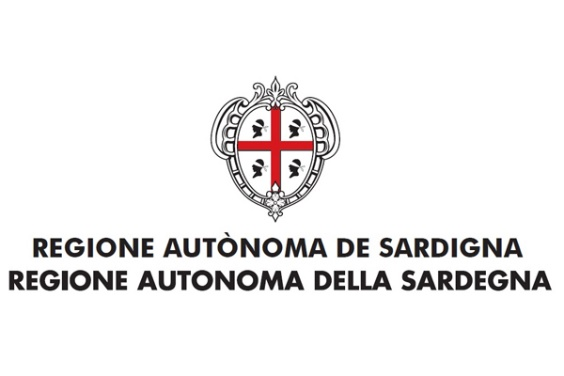 REGIONE AUTÒNOMA DE SARDIGNA
REGIONE AUTONOMA DELLA SARDEGNA